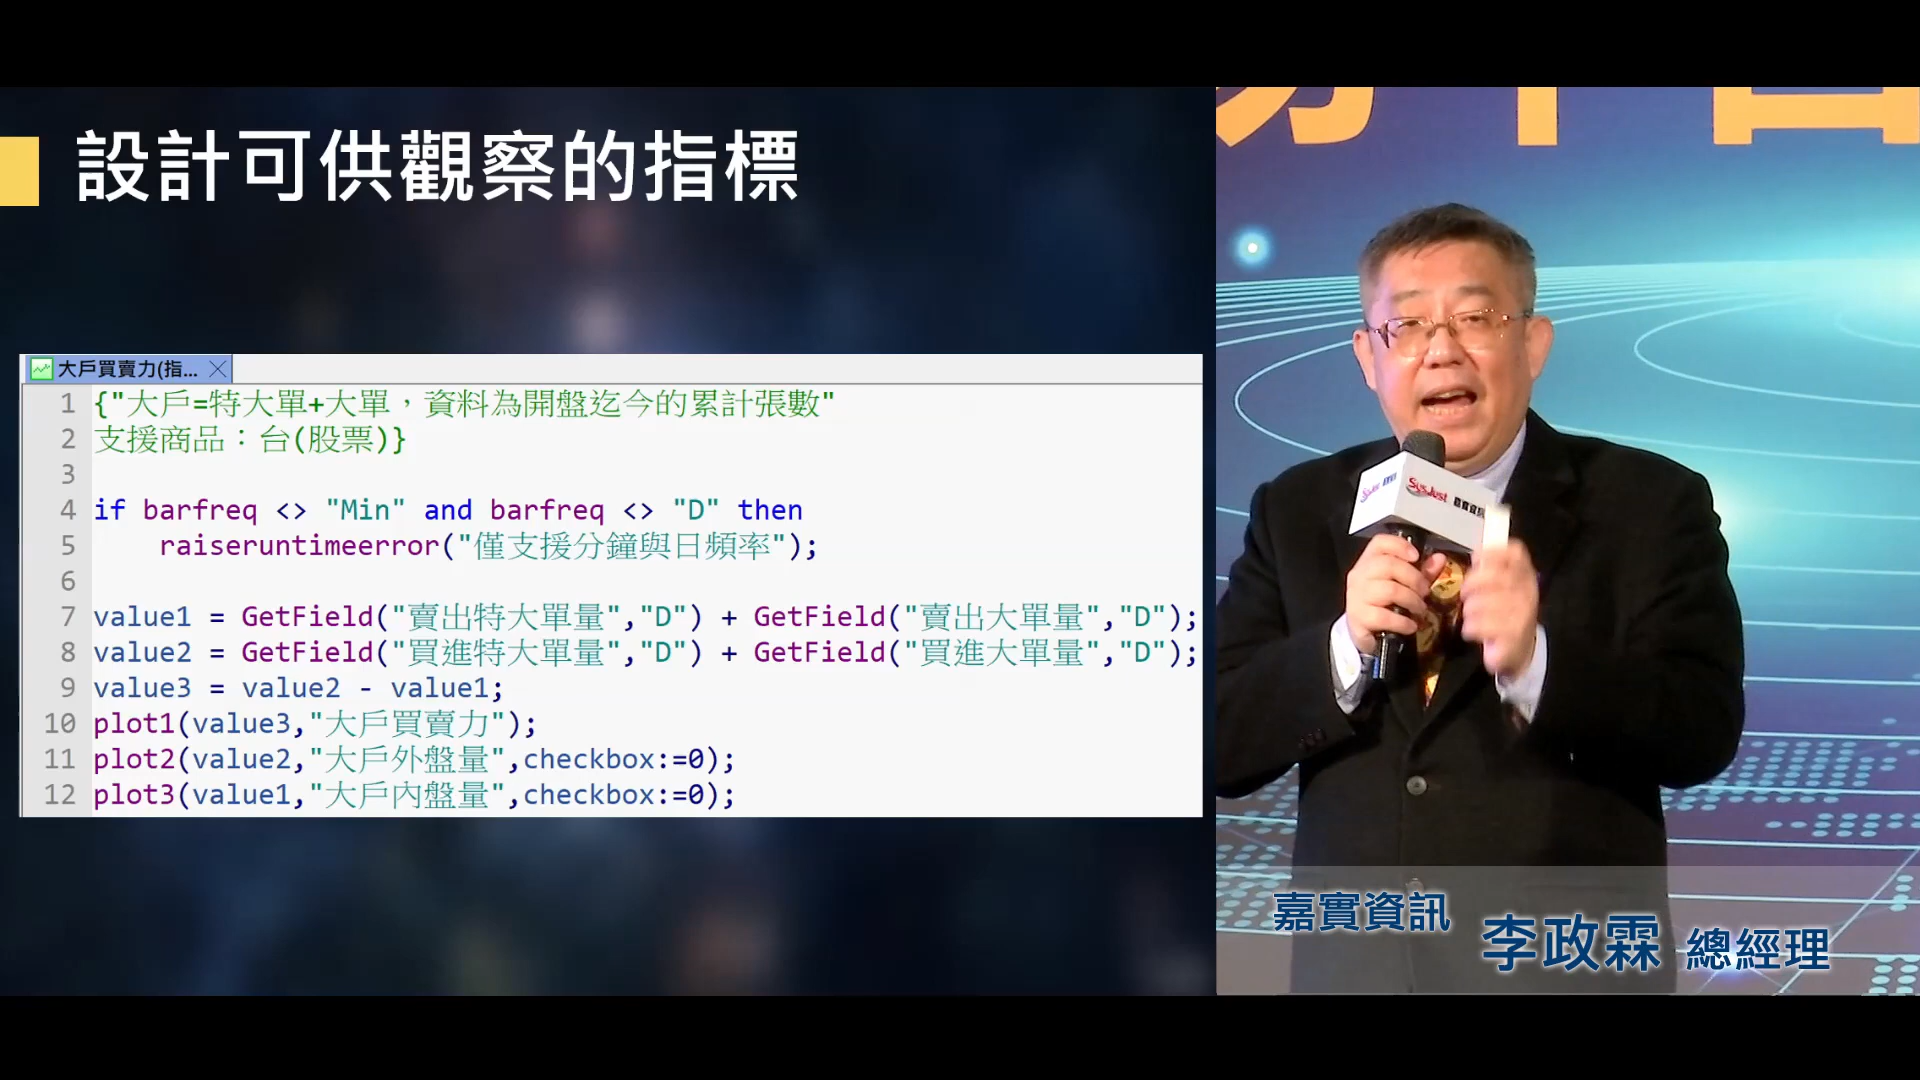 設計可供觀察的指標
大戶買賣力(指...
1 {"大戶=特大單+大單，資料為開盤迄今的累計張數"
2 支援商品：台(股票)}
3
4 if barfreq <> "Min" and barfreq <> "D" then
5 raiseruntimeerror("僅支援分鐘與日頻率");
6
7 value1 = GetField("賣出特大單量","D") + GetField("賣出大單量","D");
8 value2 = GetField("買進特大單量","D") + GetField("買進大單量","D");
9 value3 = value2 - value1;
10 plot1(value3,"大戶買賣力");
11 plot2(value2,"大戶外盤量",checkbox:=0);
12 plot3(value1,"大戶內盤量",checkbox:=0);
SysJust 嘉實資訊
嘉實資訊 李政霖 總經理